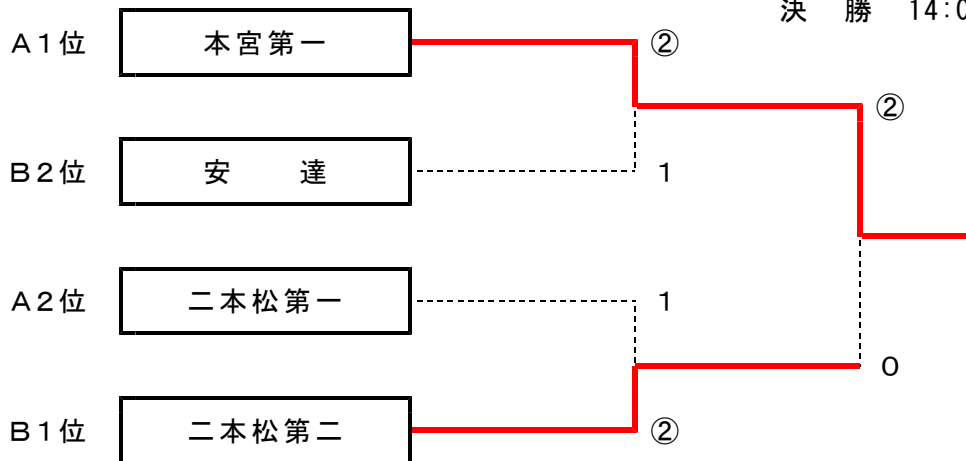 決　勝　14:0
A1位　本宮第一　②
②
B2位　安　達　1
A2位　二本松第一　1
0
B1位　二本松第二　②